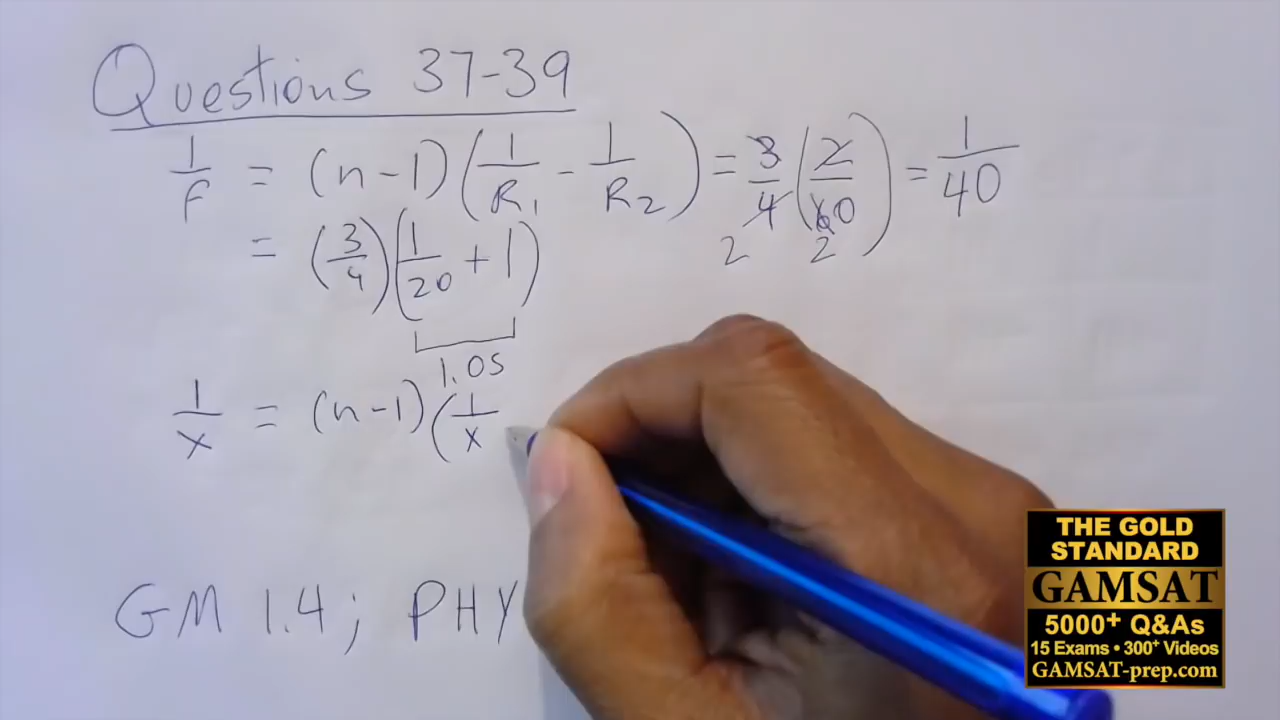 Questions 37-39
1/f = (n-1)(1/R₁ - 1/R₂) = 3/4 (2/60) = 1/40
2 2
= (3/4)(1/20 + 1)
1.05
1/x = (n-1)(1/x
GM 1.4; PHY
THE GOLD
STANDARD
GAMSAT
5000+ Q&As
15 Exams • 300+ Videos
GAMSAT-prep.com